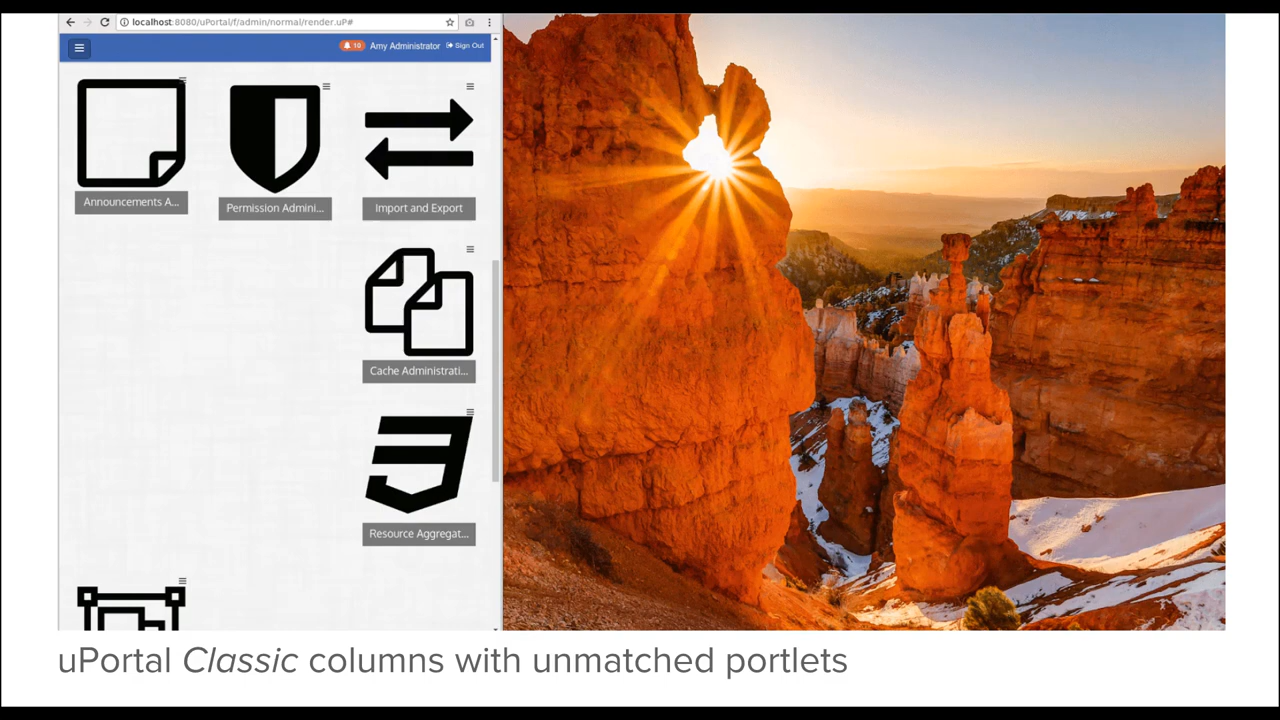 localhost:8080/uPortal/f/admin/normal/render.uP#
10 Amy Administrator Sign Out
Announcements A...
Permission Admini...
Import and Export
Cache Administrati...
Resource Aggregat...
uPortal Classic columns with unmatched portlets